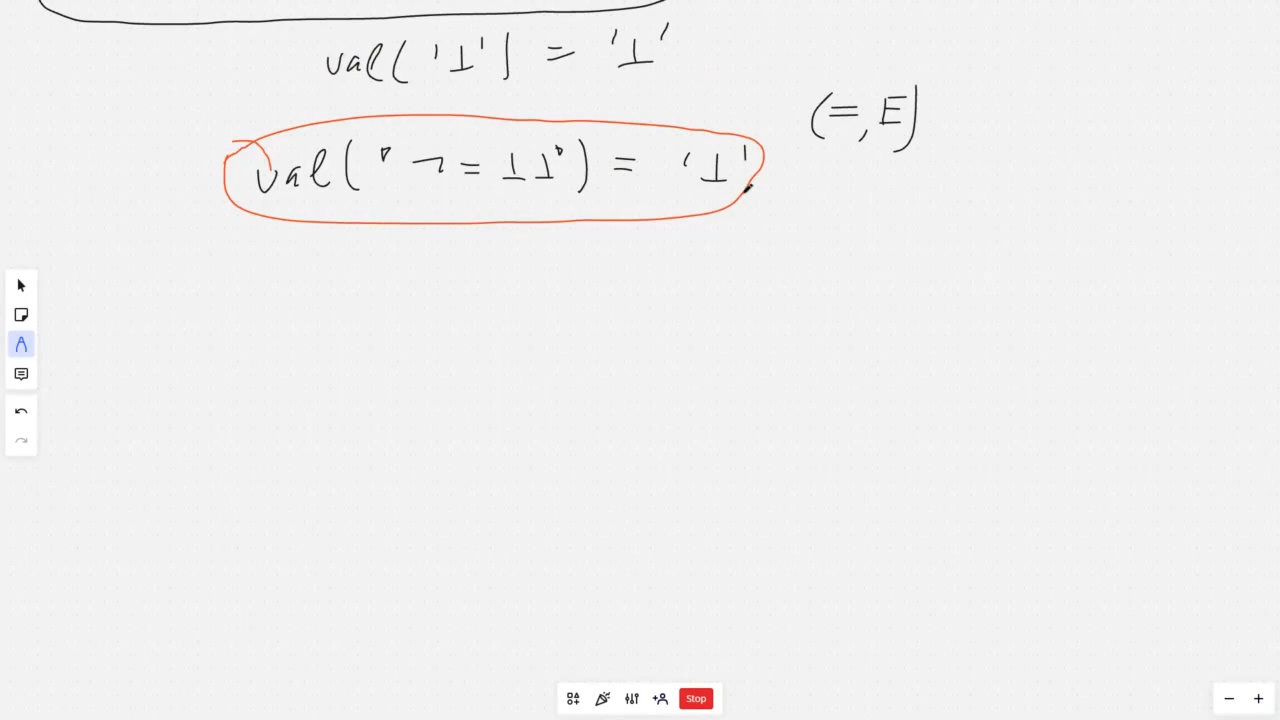 val( '⊥' ) = '⊥'
(=, E)
val( " ¬ = ⊥⊥" ) = '⊥'
Stop